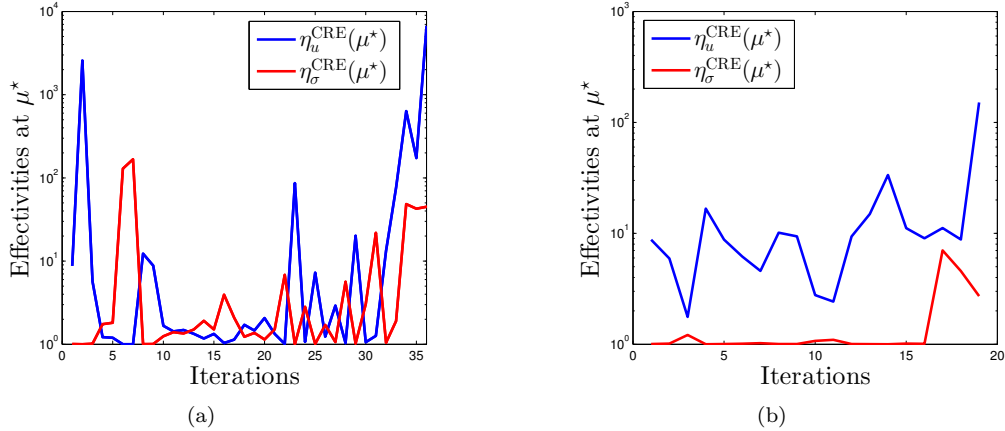 10^4
10^3
10^2
10^1
10^0
Effectivities at μ*
η_u^CRE(μ*)
η_σ^CRE(μ*)
0 5 10 15 20 25 30 35
Iterations
(a)
10^3
10^2
10^1
10^0
Effectivities at μ*
η_u^CRE(μ*)
η_σ^CRE(μ*)
0 5 10 15 20
Iterations
(b)